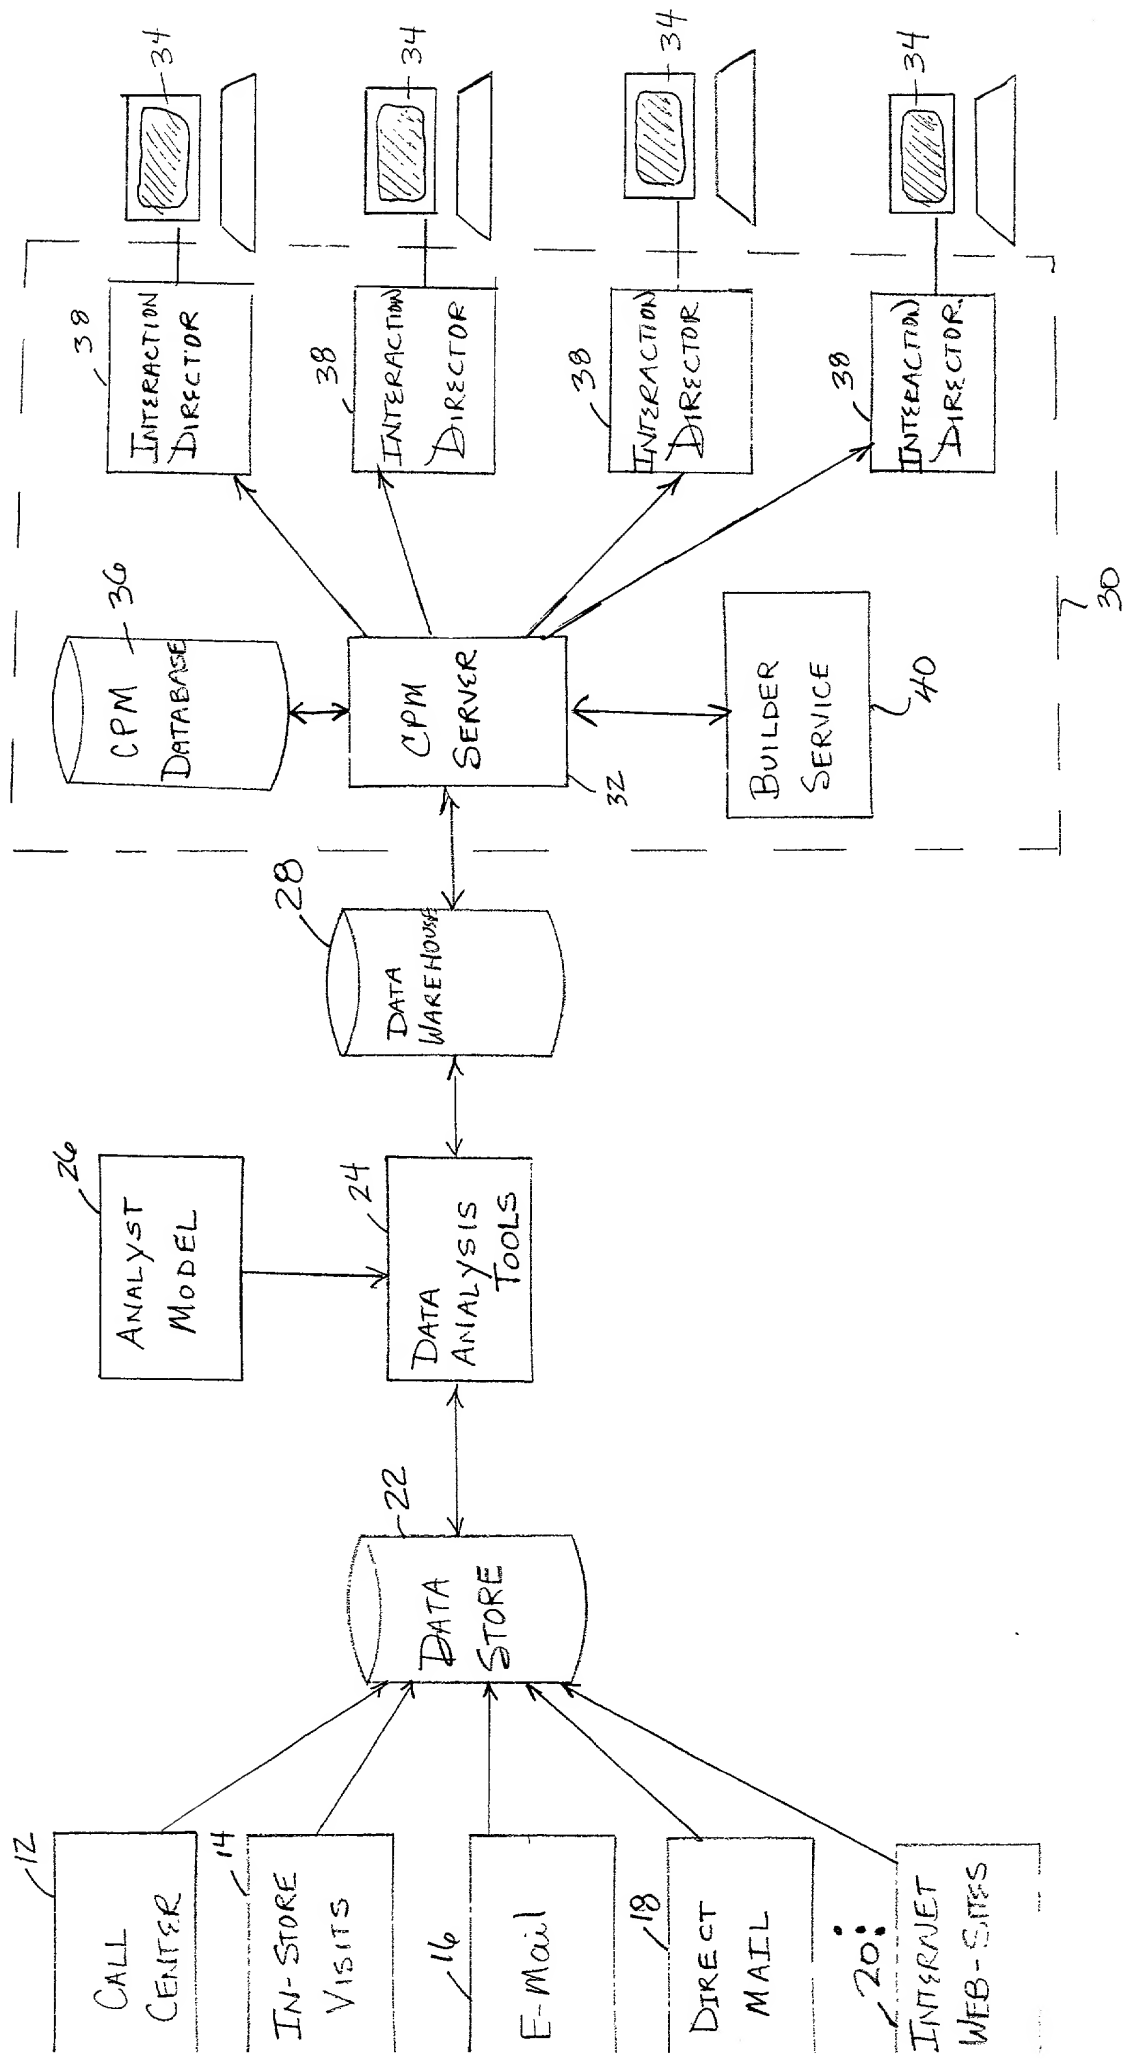 12
CALL
CENTER
14
IN-STORE
VISITS
16
E-Mail
18
DIRECT
MAIL
20
INTERNET
WEB-SITES
22
DATA
STORE
26
ANALYST
MODEL
24
DATA
ANALYSIS
TOOLS
28
DATA
WAREHOUSE
36
CPM
DATABASE
CPM
SERVER
32
BUILDER
SERVICE
40
30
38
INTERACTION
DIRECTOR
34
38
INTERACTION
DIRECTOR
34
38
INTERACTION
DIRECTOR
34
38
INTERACTION
DIRECTOR
34